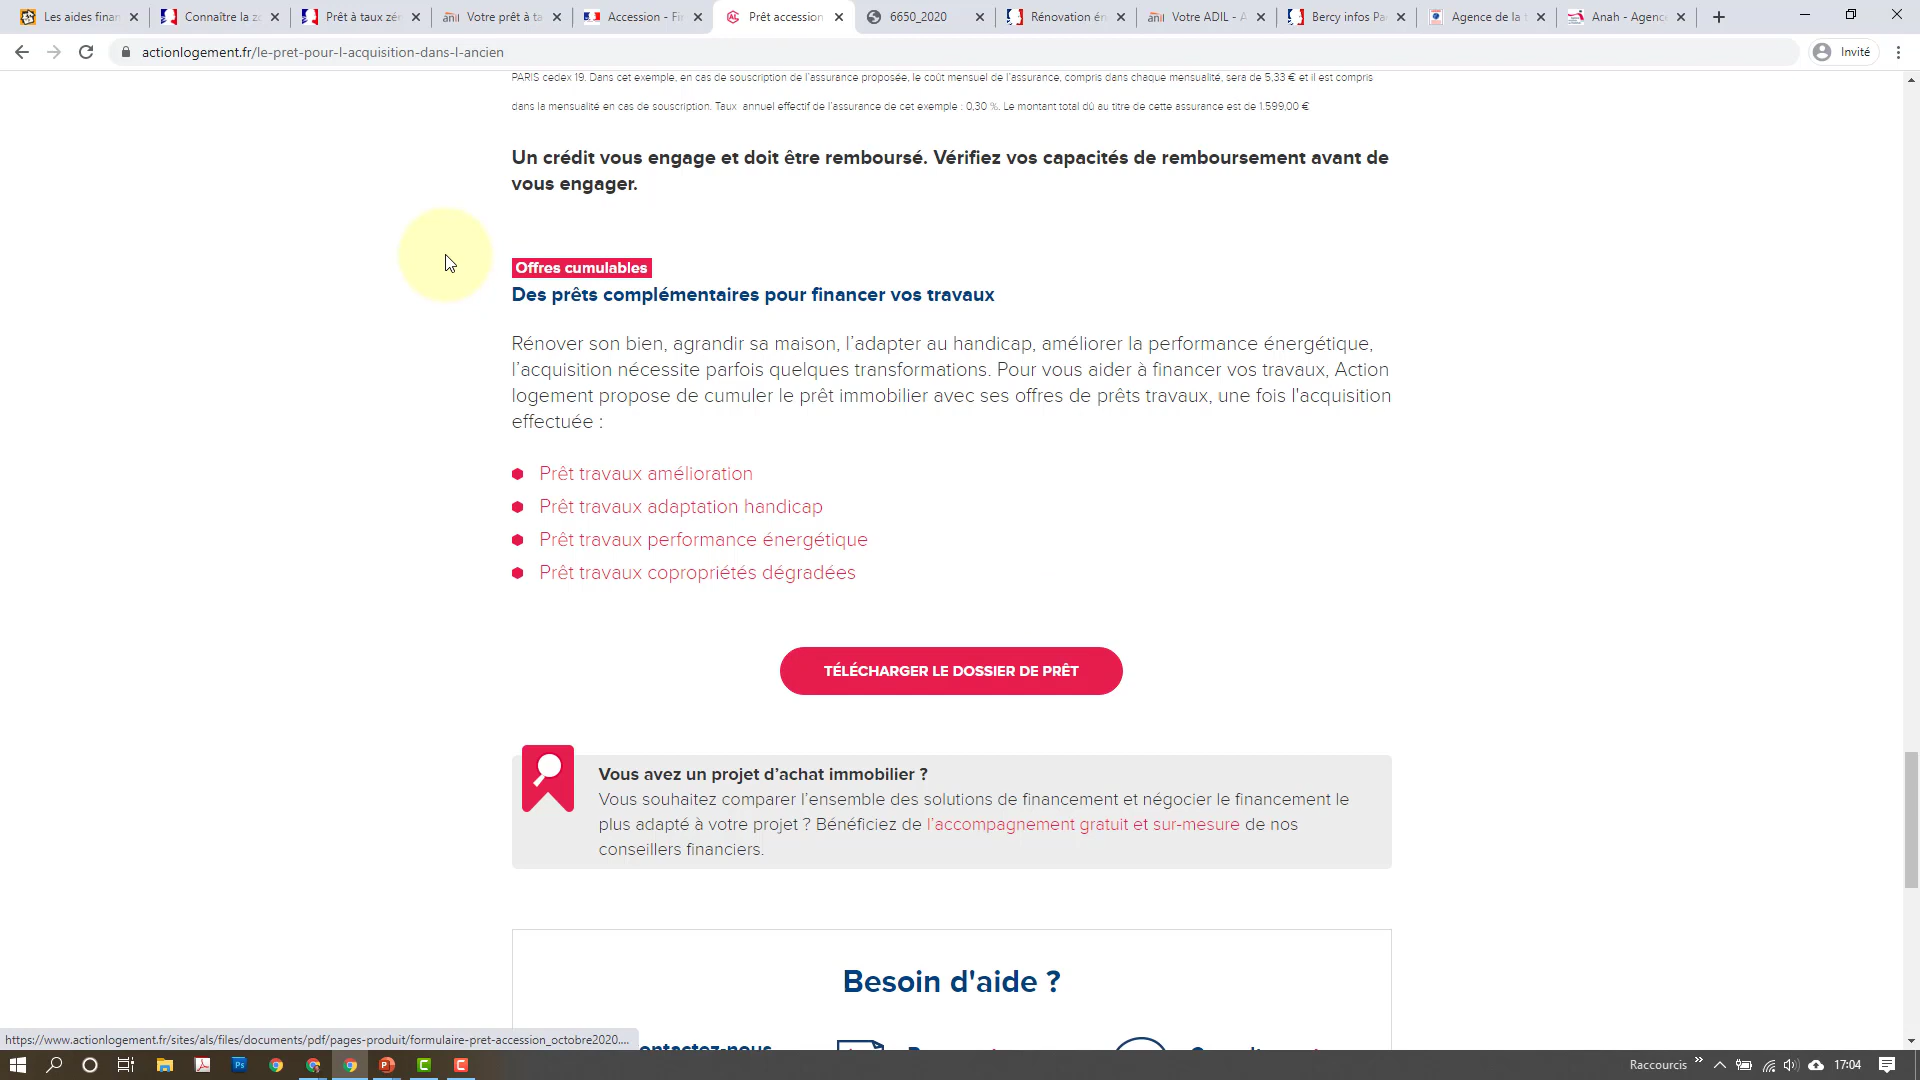 Les aides finan
Connaître la zo
Prêt à taux zér
Votre prêt à ta
Accession - Fi
Prêt accession
6650_2020
Rénovation én
Votre ADIL - A
Bercy infos Pa
Agence de la t
Anah - Agence
actionlogement.fr/le-pret-pour-l-acquisition-dans-l-ancien
Invité
PARIS cedex 19. Dans cet exemple, en cas de souscription de l'assurance proposée, le coût mensuel de l'assurance, compris dans chaque mensualité, sera de 5,33 € et il est compris
dans la mensualité en cas de souscription. Taux annuel effectif de l'assurance de cet exemple : 0,30 %. Le montant total dû au titre de cette assurance est de 1.599,00 €
Un crédit vous engage et doit être remboursé. Vérifiez vos capacités de remboursement avant de
vous engager.
Offres cumulables
Des prêts complémentaires pour financer vos travaux
Rénover son bien, agrandir sa maison, l'adapter au handicap, améliorer la performance énergétique,
l'acquisition nécessite parfois quelques transformations. Pour vous aider à financer vos travaux, Action
logement propose de cumuler le prêt immobilier avec ses offres de prêts travaux, une fois l'acquisition
effectuée :
Prêt travaux amélioration
Prêt travaux adaptation handicap
Prêt travaux performance énergétique
Prêt travaux copropriétés dégradées
TÉLÉCHARGER LE DOSSIER DE PRÊT
Vous avez un projet d'achat immobilier ?
Vous souhaitez comparer l'ensemble des solutions de financement et négocier le financement le
plus adapté à votre projet ? Bénéficiez de l'accompagnement gratuit et sur-mesure de nos
conseillers financiers.
Besoin d'aide ?
https://www.actionlogement.fr/sites/als/files/documents/pdf/pages-produit/formulaire-pret-accession_octobre2020....
ontactez-nous
Raccourcis
17:04